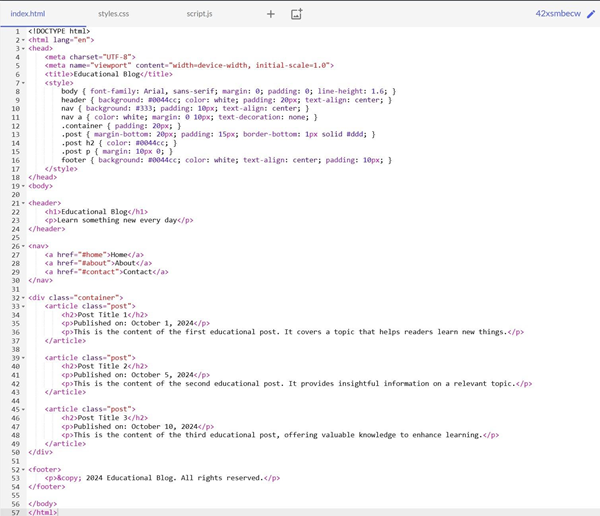 index.html styles.css script.js 42xsmbecw
1 <!DOCTYPE html>
2 <html lang="en">
3 <head>
4 <meta charset="UTF-8">
5 <meta name="viewport" content="width=device-width, initial-scale=1.0">
6 <title>Educational Blog</title>
7 <style>
8 body { font-family: Arial, sans-serif; margin: 0; padding: 0; line-height: 1.6; }
9 header { background: #0044cc; color: white; padding: 20px; text-align: center; }
10 nav { background: #333; padding: 10px; text-align: center; }
11 nav a { color: white; margin: 0 10px; text-decoration: none; }
12 .container { padding: 20px; }
13 .post { margin-bottom: 20px; padding: 15px; border-bottom: 1px solid #ddd; }
14 .post h2 { color: #0044cc; }
15 .post p { margin: 10px 0; }
16 footer { background: #0044cc; color: white; text-align: center; padding: 10px; }
17 </style>
18 </head>
19 <body>
20
21 <header>
22 <h1>Educational Blog</h1>
23 <p>Learn something new every day</p>
24 </header>
25
26 <nav>
27 <a href="#home">Home</a>
28 <a href="#about">About</a>
29 <a href="#contact">Contact</a>
30 </nav>
31
32 <div class="container">
33 <article class="post">
34 <h2>Post Title 1</h2>
35 <p>Published on: October 1, 2024</p>
36 <p>This is the content of the first educational post. It covers a topic that helps readers learn new things.</p>
37 </article>
38
39 <article class="post">
40 <h2>Post Title 2</h2>
41 <p>Published on: October 5, 2024</p>
42 <p>This is the content of the second educational post. It provides insightful information on a relevant topic.</p>
43 </article>
44
45 <article class="post">
46 <h2>Post Title 3</h2>
47 <p>Published on: October 10, 2024</p>
48 <p>This is the content of the third educational post, offering valuable knowledge to enhance learning.</p>
49 </article>
50 </div>
51
52 <footer>
53 <p>&copy; 2024 Educational Blog. All rights reserved.</p>
54 </footer>
55
56 </body>
57 </html>